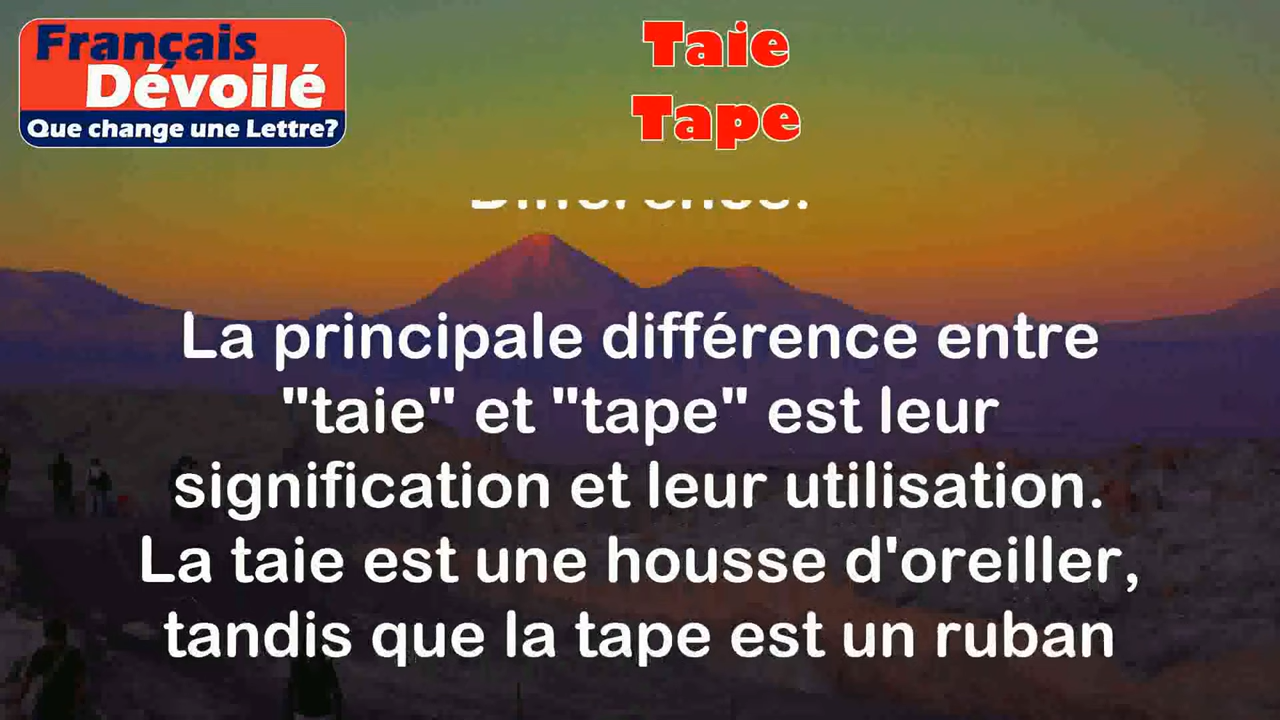 Français
Dévoilé
Que change une Lettre?
Taie
Tape
La principale différence entre
"taie" et "tape" est leur
signification et leur utilisation.
La taie est une housse d'oreiller,
tandis que la tape est un ruban